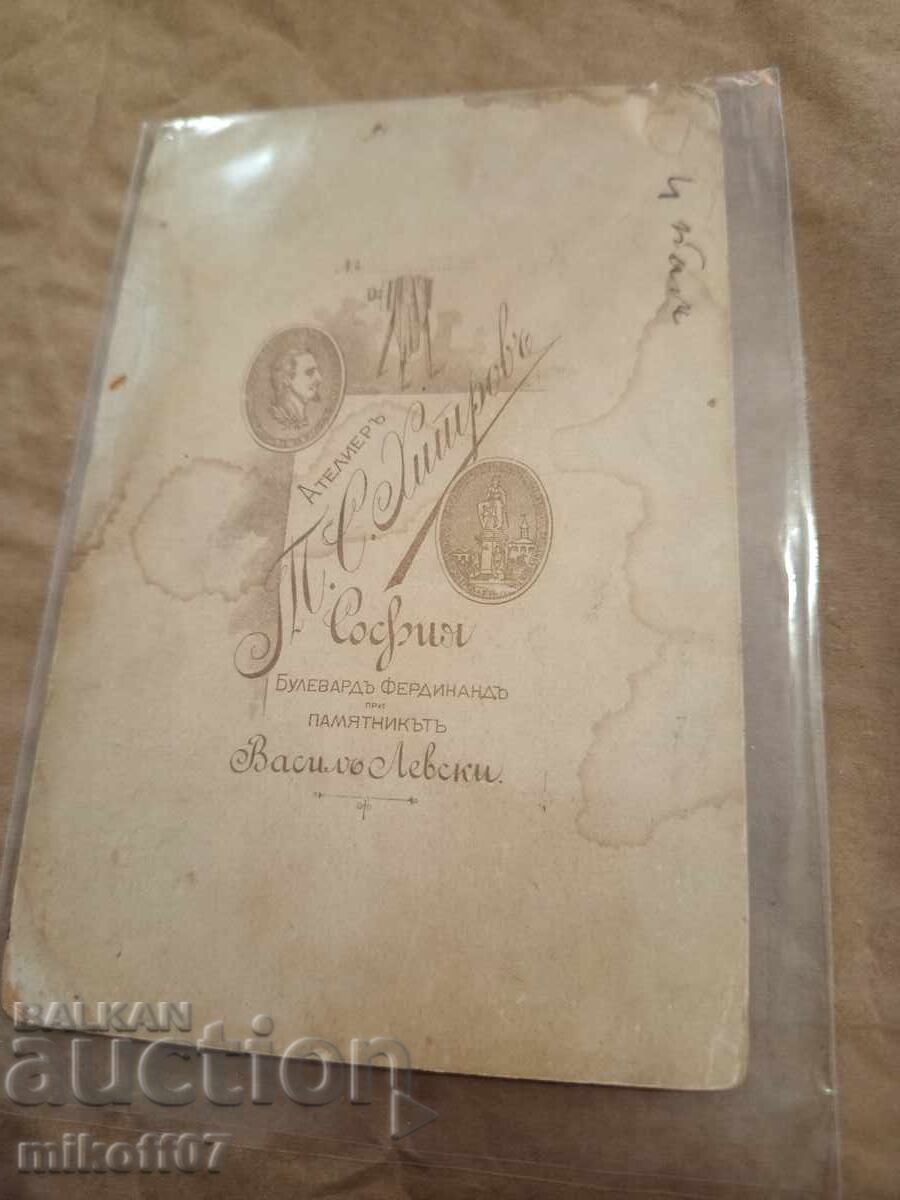 АТЕЛИЕРЪ
Т. С. Хитровъ
София
БУЛЕВАРДЪ ФЕРДИНАНДЪ
ПРИ
ПАМЯТНИКЪТЪ
Василъ Левски.
BALKAN
auction
mikoff07